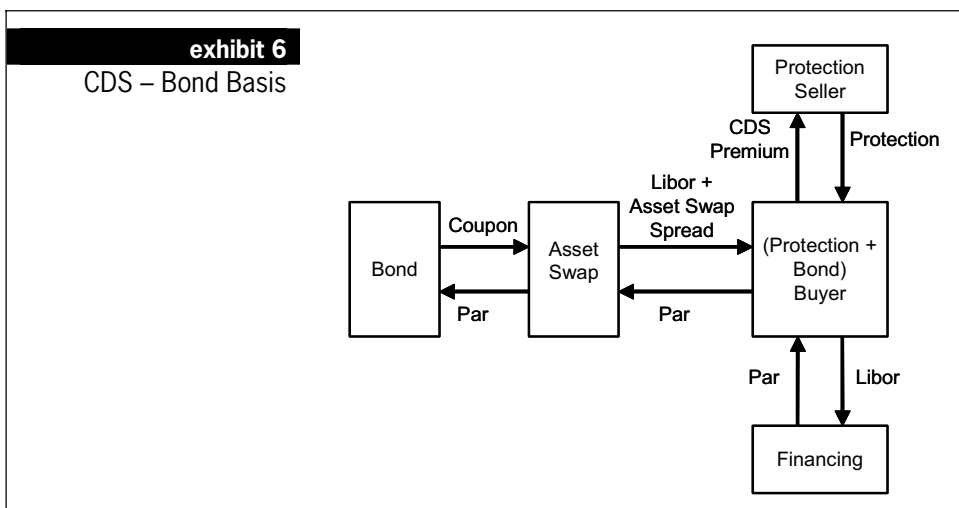 exhibit 6
CDS – Bond Basis
Protection
Seller
CDS
Premium
Protection
Libor +
Asset Swap
Spread
Coupon
Bond
Asset
Swap
(Protection +
Bond)
Buyer
Par
Par
Par
Libor
Financing